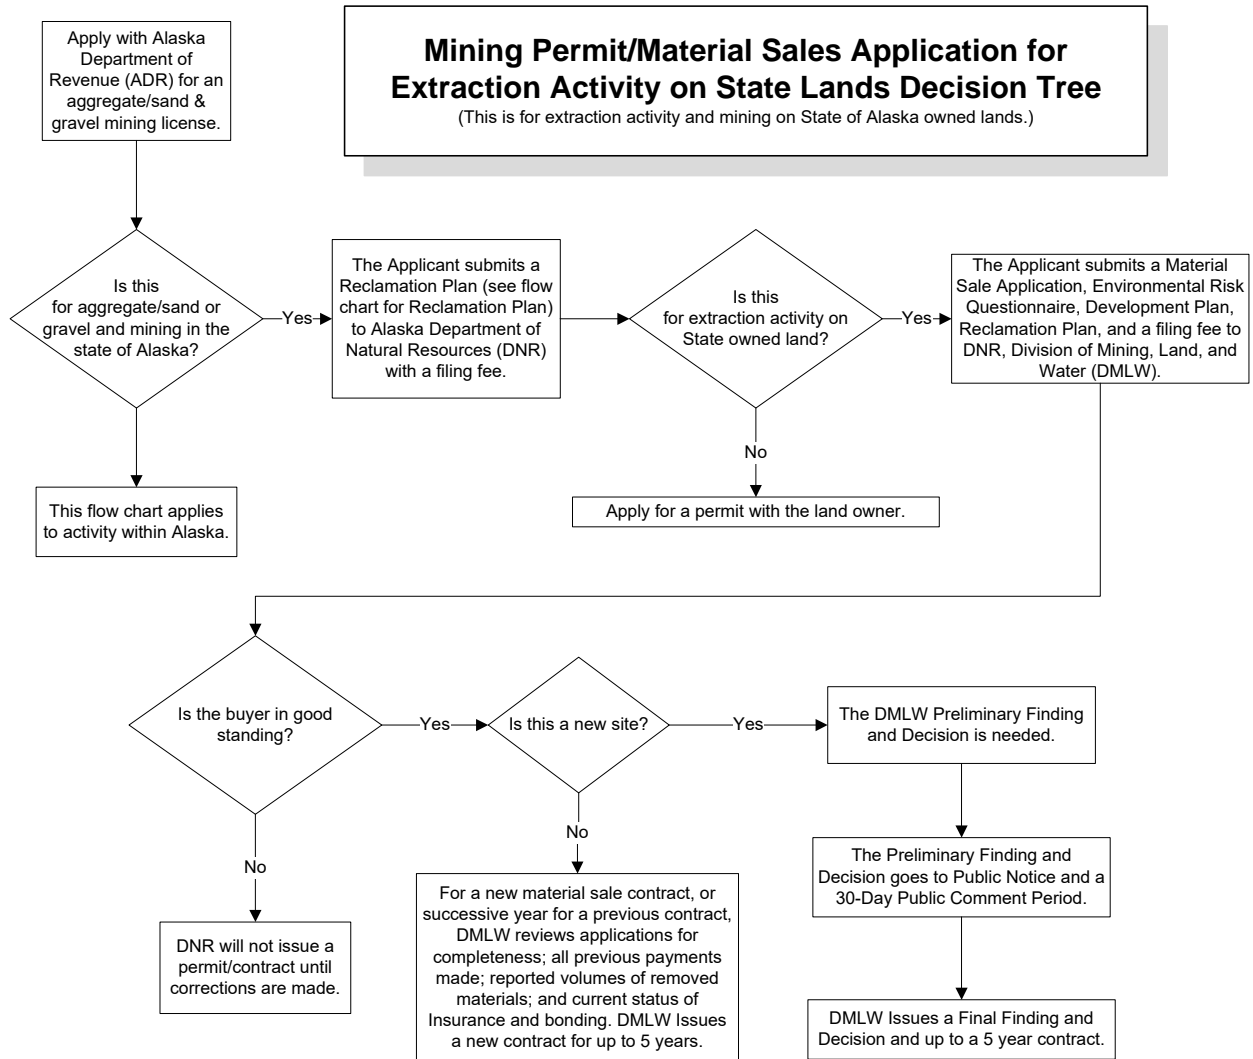 Apply with Alaska
Department of
Revenue (ADR) for an
aggregate/sand &
gravel mining license.
Mining Permit/Material Sales Application for
Extraction Activity on State Lands Decision Tree
(This is for extraction activity and mining on State of Alaska owned lands.)
Is this
for aggregate/sand or
gravel and mining in the
state of Alaska?
Yes
The Applicant submits a
Reclamation Plan (see flow
chart for Reclamation Plan)
to Alaska Department of
Natural Resources (DNR)
with a filing fee.
Is this
for extraction activity on
State owned land?
Yes
The Applicant submits a Material
Sale Application, Environmental Risk
Questionnaire, Development Plan,
Reclamation Plan, and a filing fee to
DNR, Division of Mining, Land, and
Water (DMLW).
No
This flow chart applies
to activity within Alaska.
Apply for a permit with the land owner.
Is the buyer in good
standing?
Yes
Is this a new site?
Yes
The DMLW Preliminary Finding
and Decision is needed.
No
No
The Preliminary Finding and
Decision goes to Public Notice and a
30-Day Public Comment Period.
DNR will not issue a
permit/contract until
corrections are made.
For a new material sale contract, or
successive year for a previous contract,
DMLW reviews applications for
completeness; all previous payments
made; reported volumes of removed
materials; and current status of
Insurance and bonding. DMLW Issues
a new contract for up to 5 years.
DMLW Issues a Final Finding and
Decision and up to a 5 year contract.